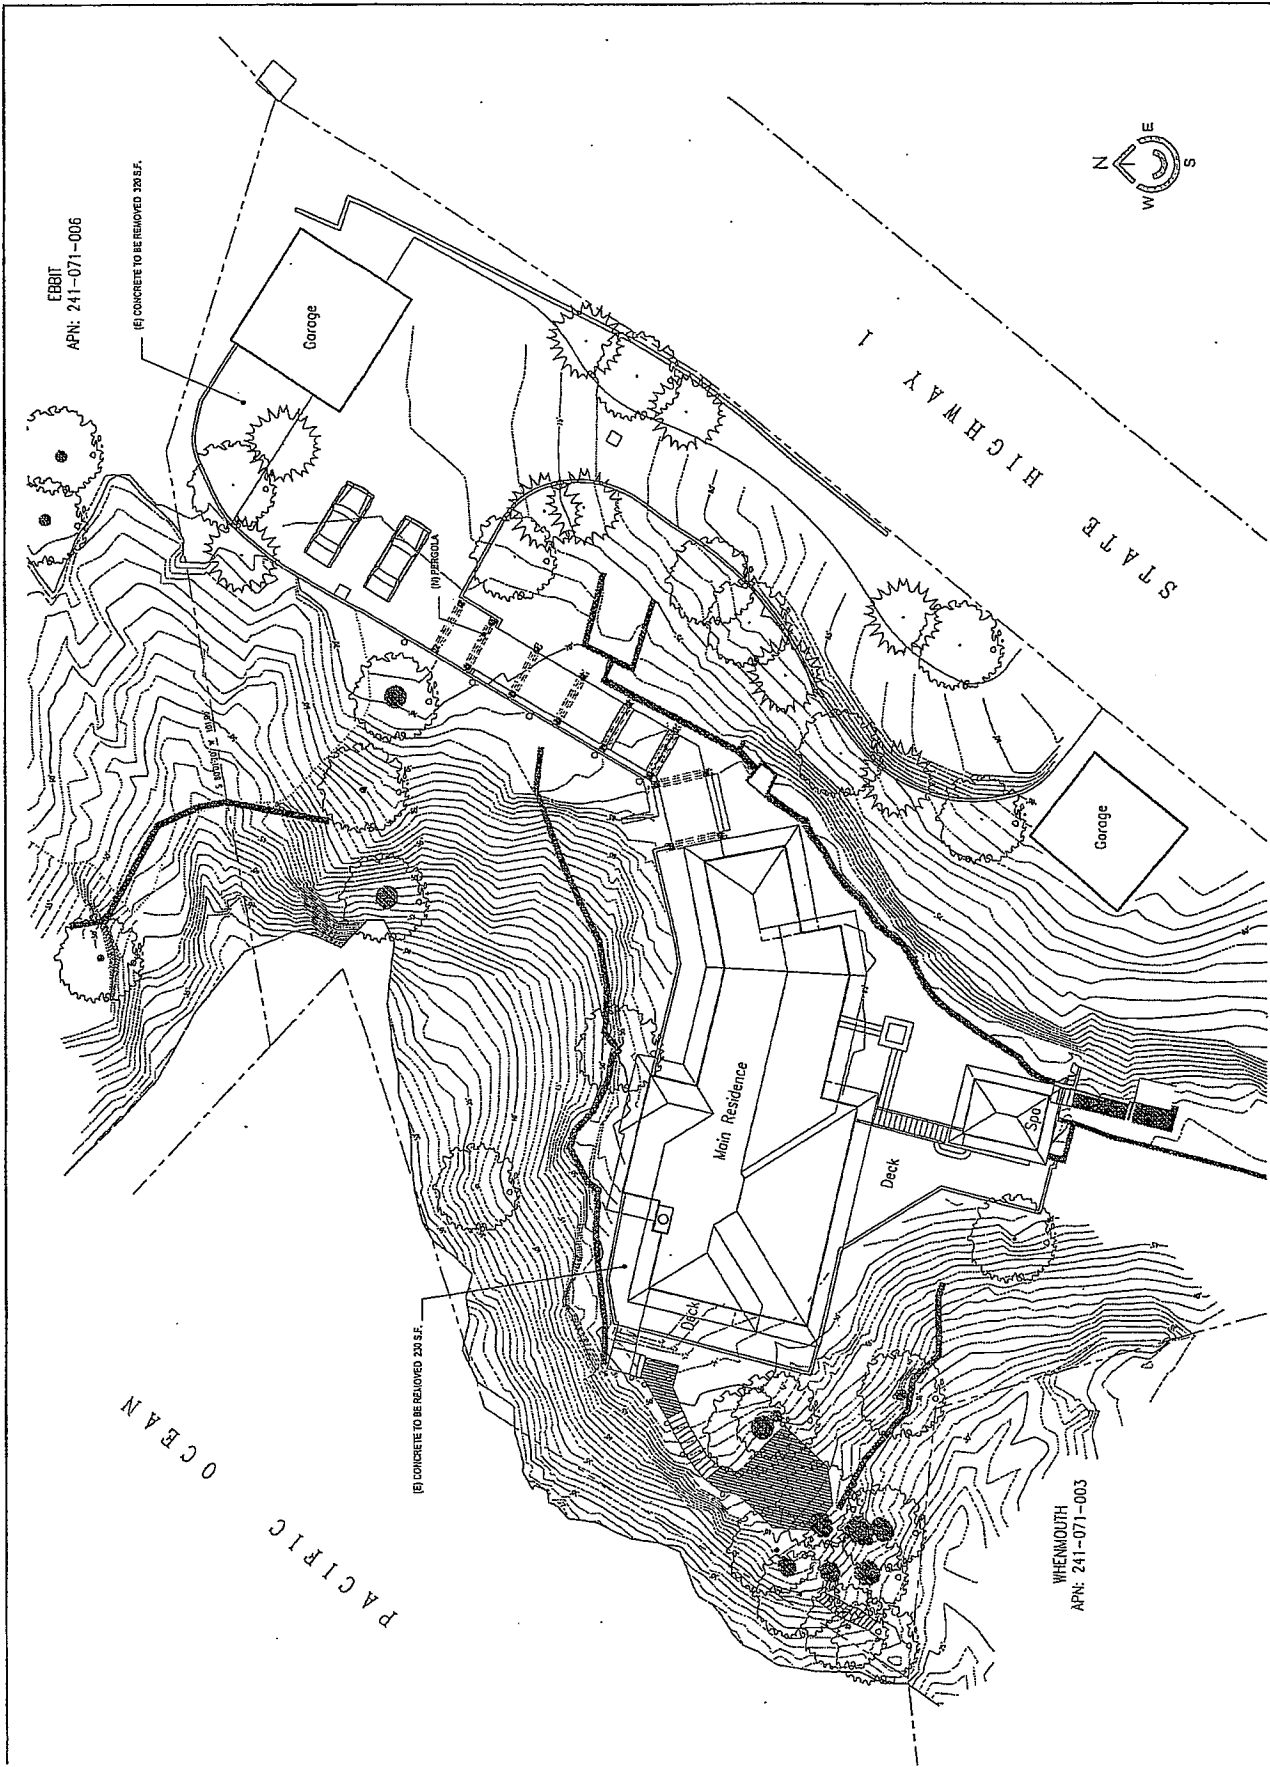 EBBIT
APN: 241-071-006
(E) CONCRETE TO BE REMOVED 320 S.F.
Garage
N
W
E
S
STATE HIGHWAY 1
(N) PERGOLA
Garage
Main Residence
Spa
Deck
Deck
(E) CONCRETE TO BE REMOVED 230 S.F.
PACIFIC OCEAN
WHENMOUTH
APN: 241-071-003